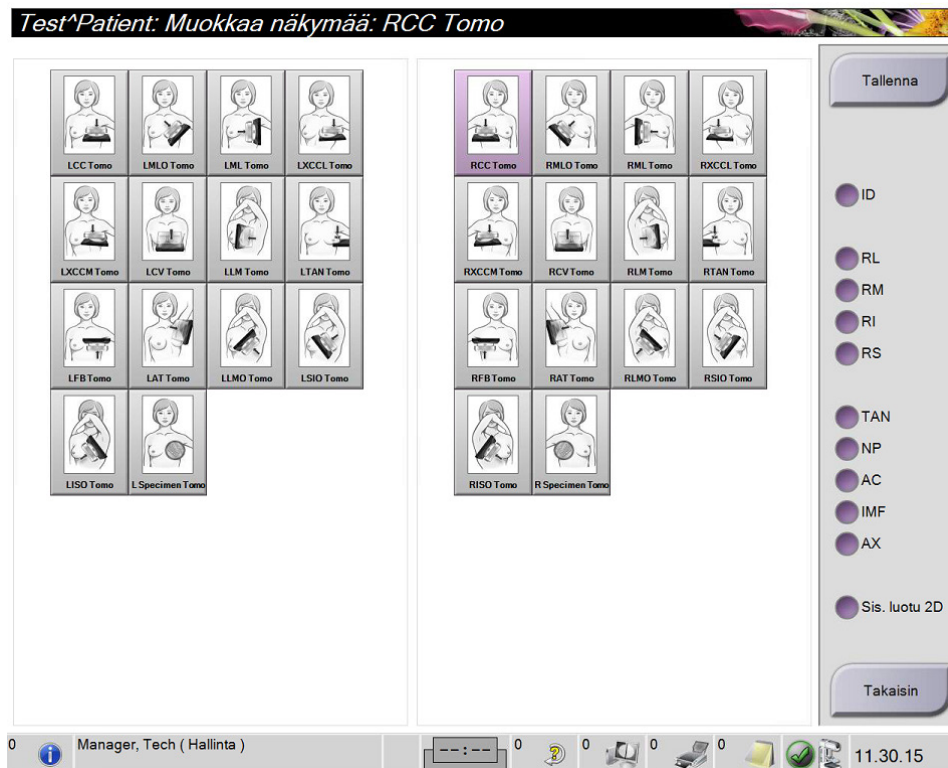 Test^Patient: Muokkaa näkymää: RCC Tomo
LCC Tomo LMLO Tomo LML Tomo LXCCL Tomo
LXCCM Tomo LCV Tomo LLM Tomo LTAN Tomo
LFB Tomo LAT Tomo LLMO Tomo LSIO Tomo
LISO Tomo L Specimen Tomo
RCC Tomo RMLO Tomo RML Tomo RXCCL Tomo
RXCCM Tomo RCV Tomo RLM Tomo RTAN Tomo
RFB Tomo RAT Tomo RLMO Tomo RSIO Tomo
RISO Tomo R Specimen Tomo
Tallenna
ID
RL
RM
RI
RS
TAN
NP
AC
IMF
AX
Sis. luotu 2D
Takaisin
0 Manager, Tech ( Hallinta ) --:-- 0 0 0 0 11.30.15